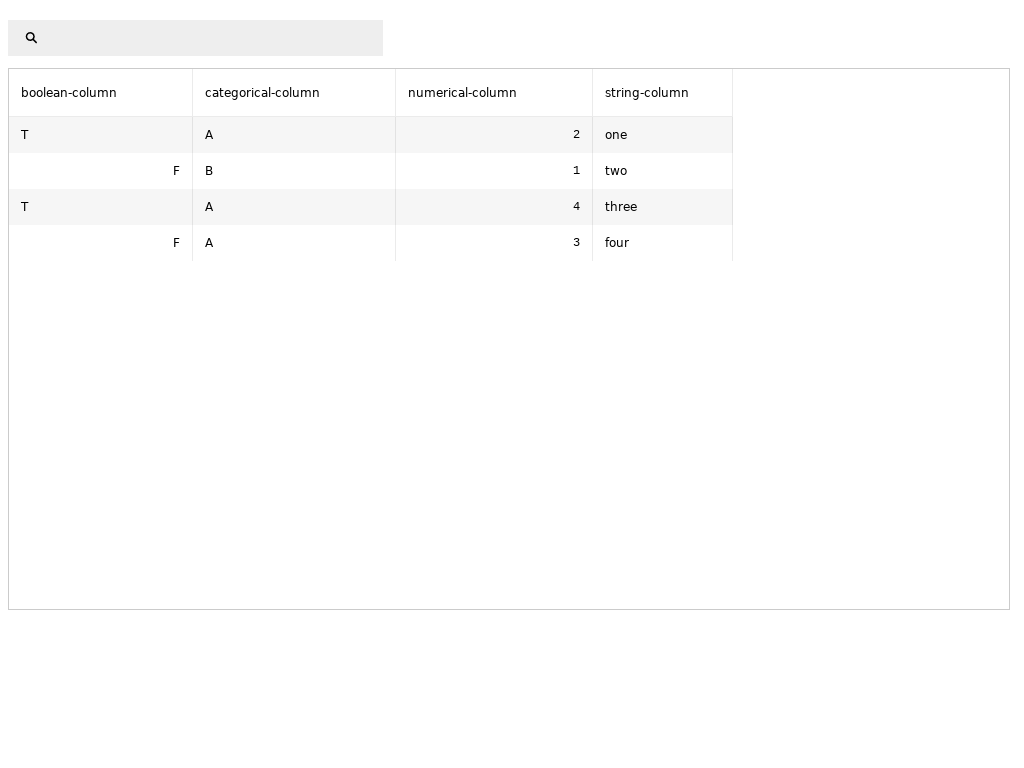 boolean-column categorical-column numerical-column string-column
T A 2 one
F B 1 two
T A 4 three
F A 3 four